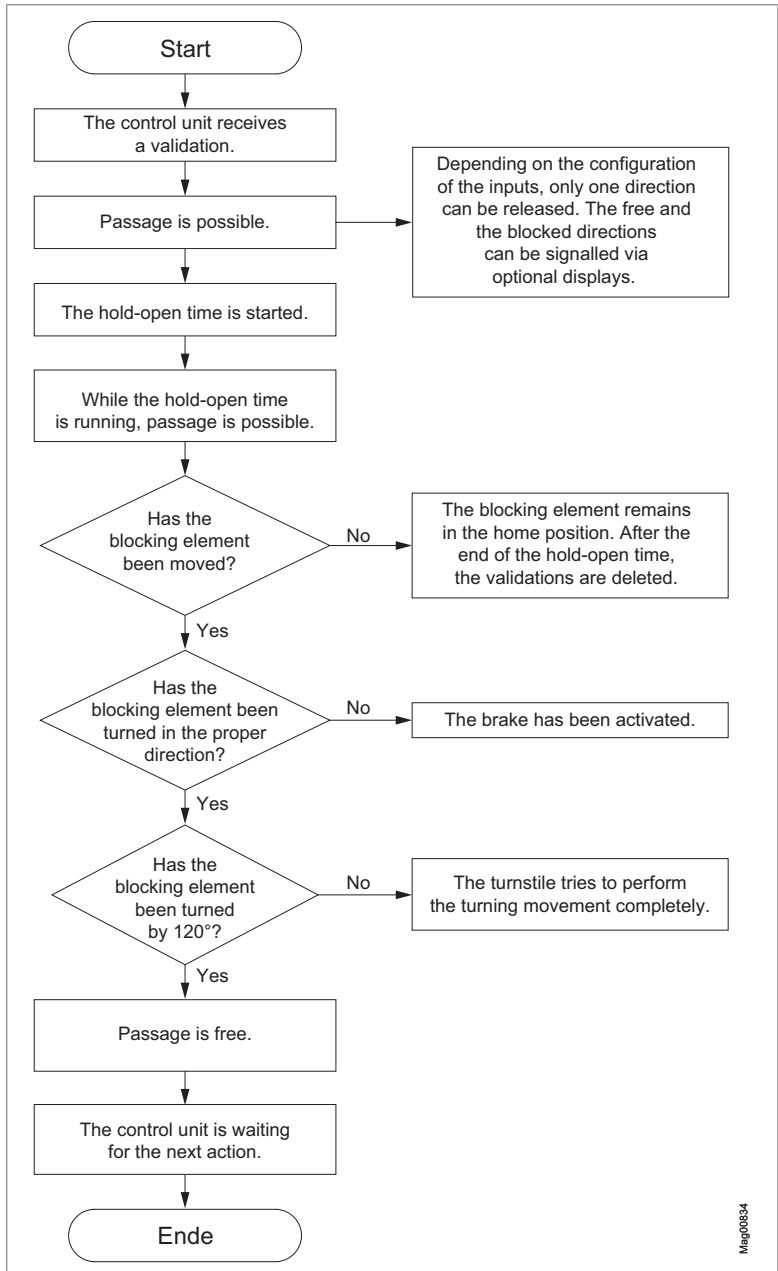 Start
The control unit receives
a validation.
Passage is possible.
Depending on the configuration
of the inputs, only one direction
can be released. The free and
the blocked directions
can be signalled via
optional displays.
The hold-open time is started.
While the hold-open time
is running, passage is possible.
Has the
blocking element
been moved?
No
The blocking element remains
in the home position. After the
end of the hold-open time,
the validations are deleted.
Yes
Has the
blocking element been
turned in the proper
direction?
No
The brake has been activated.
Yes
Has the
blocking element
been turned
by 120°?
No
The turnstile tries to perform
the turning movement completely.
Yes
Passage is free.
The control unit is waiting
for the next action.
Ende
Mag00834